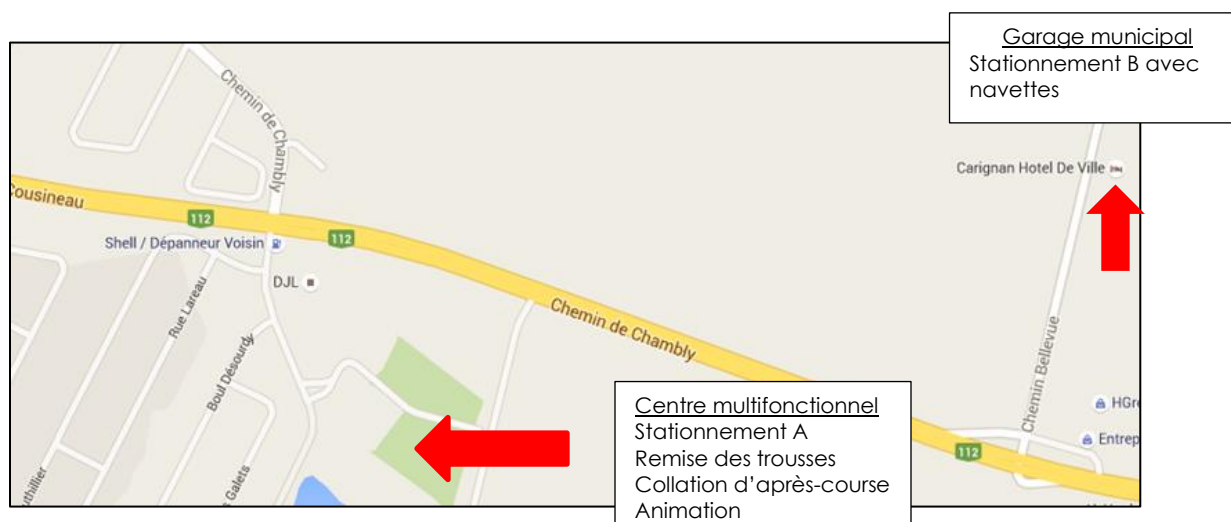 Garage municipal
Stationnement B avec
navettes
Chemin de Chambly
Carignan Hotel De Ville
Cousineau
112
112
Shell / Dépanneur Voisin
DJL
Rue Lareau
Chemin de Chambly
Boul Désourdy
Chemin Bellevue
Centre multifonctionnel
Stationnement A
Remise des trousses
Collation d'après-course
Animation
HGre
Entrep
112
Galets